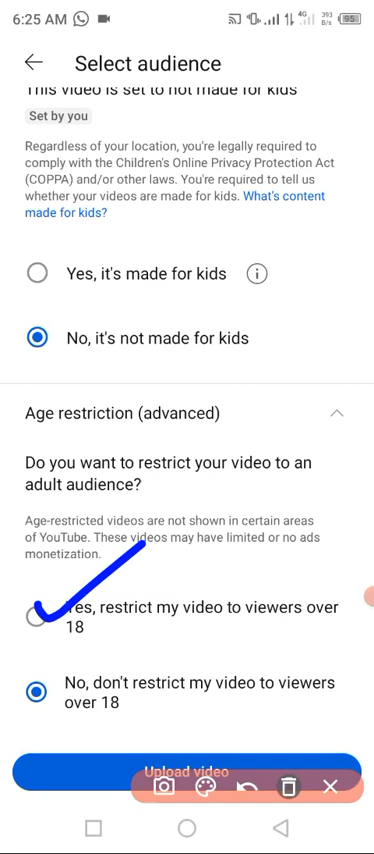 6:25 AM
4G
393
B/s
95
Select audience
This video is set to not made for kids
Set by you
Regardless of your location, you're legally required to
comply with the Children's Online Privacy Protection Act
(COPPA) and/or other laws. You're required to tell us
whether your videos are made for kids. What's content
made for kids?
Yes, it's made for kids
No, it's not made for kids
Age restriction (advanced)
Do you want to restrict your video to an
adult audience?
Age-restricted videos are not shown in certain areas
of YouTube. These videos may have limited or no ads
monetization.
Yes, restrict my video to viewers over
18
No, don't restrict my video to viewers
over 18
Upload video